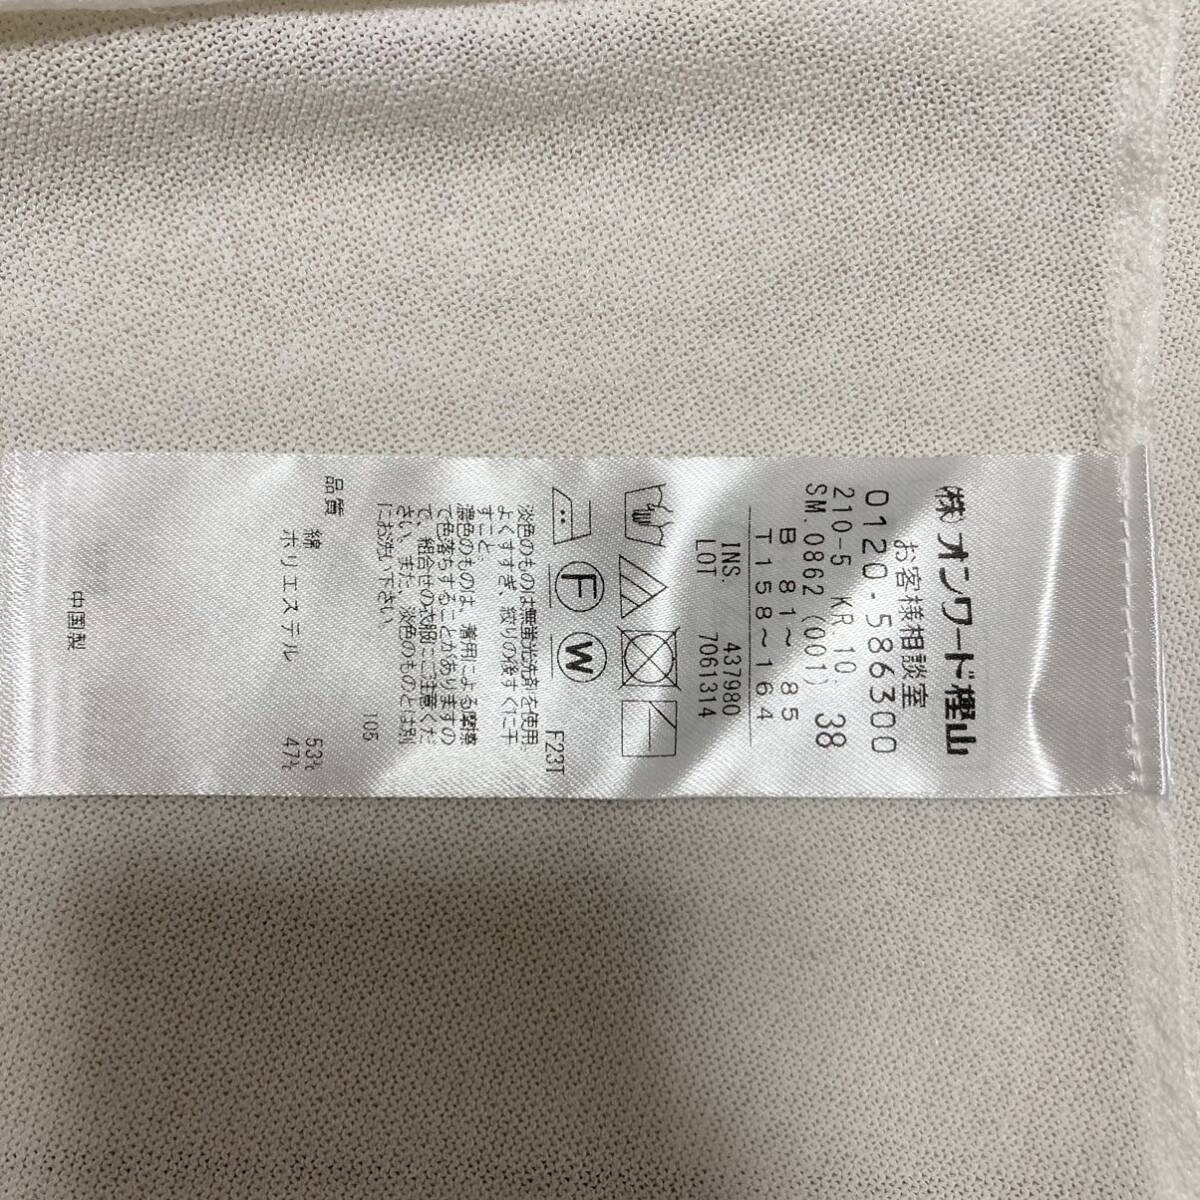 (株)オンワード樫山
お客様相談室
0120-586300
210-5 KR.10.
SM.0862 (001) 38
B 81～ 85
T 158～164
INS. 437980
LOT 7061314
F W
F23T
淡色のものは無蛍光洗剤を使用
よくすすぎ、絞りの後すぐに干
すこと。
濃色のものは、着用による摩擦
で色落ちすることがありますの
で、組合せの衣服にご注意くだ
さい。また、淡色のものとは別
にお洗い下さい。
105
品質
綿 53%
ポリエステル 47%
中国製